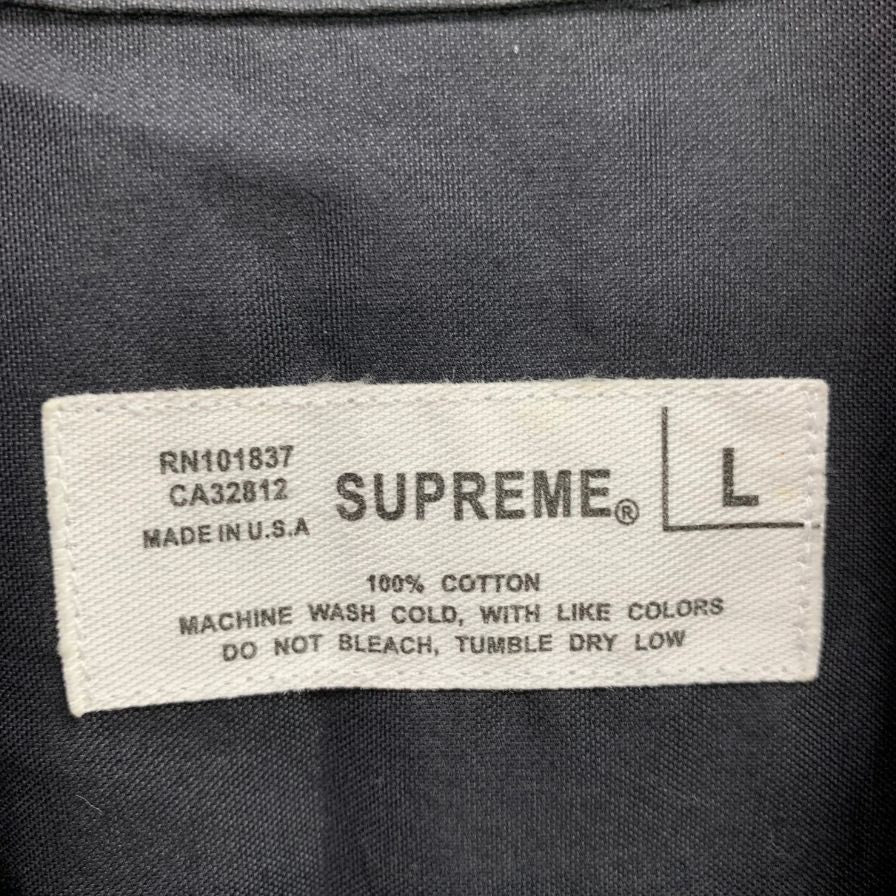 RN101837
CA32812
MADE IN U.S.A
SUPREME®
L
100% COTTON
MACHINE WASH COLD, WITH LIKE COLORS
DO NOT BLEACH, TUMBLE DRY LOW